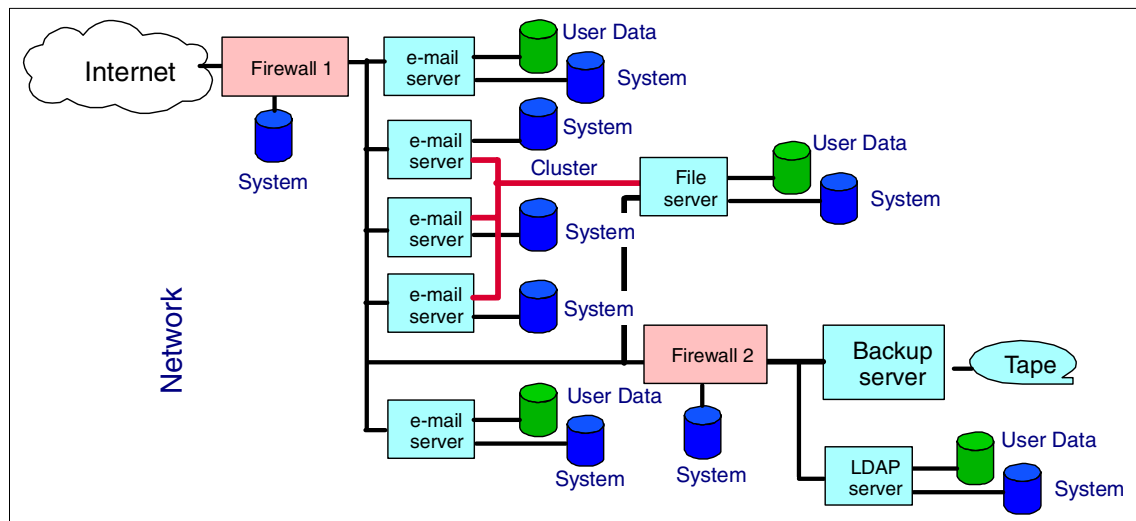 Internet
Firewall 1
System
e-mail
server
User Data
System
e-mail
server
System
Cluster
e-mail
server
System
e-mail
server
System
File
server
User Data
System
Network
Firewall 2
System
Backup
server
Tape
e-mail
server
User Data
System
LDAP
server
User Data
System